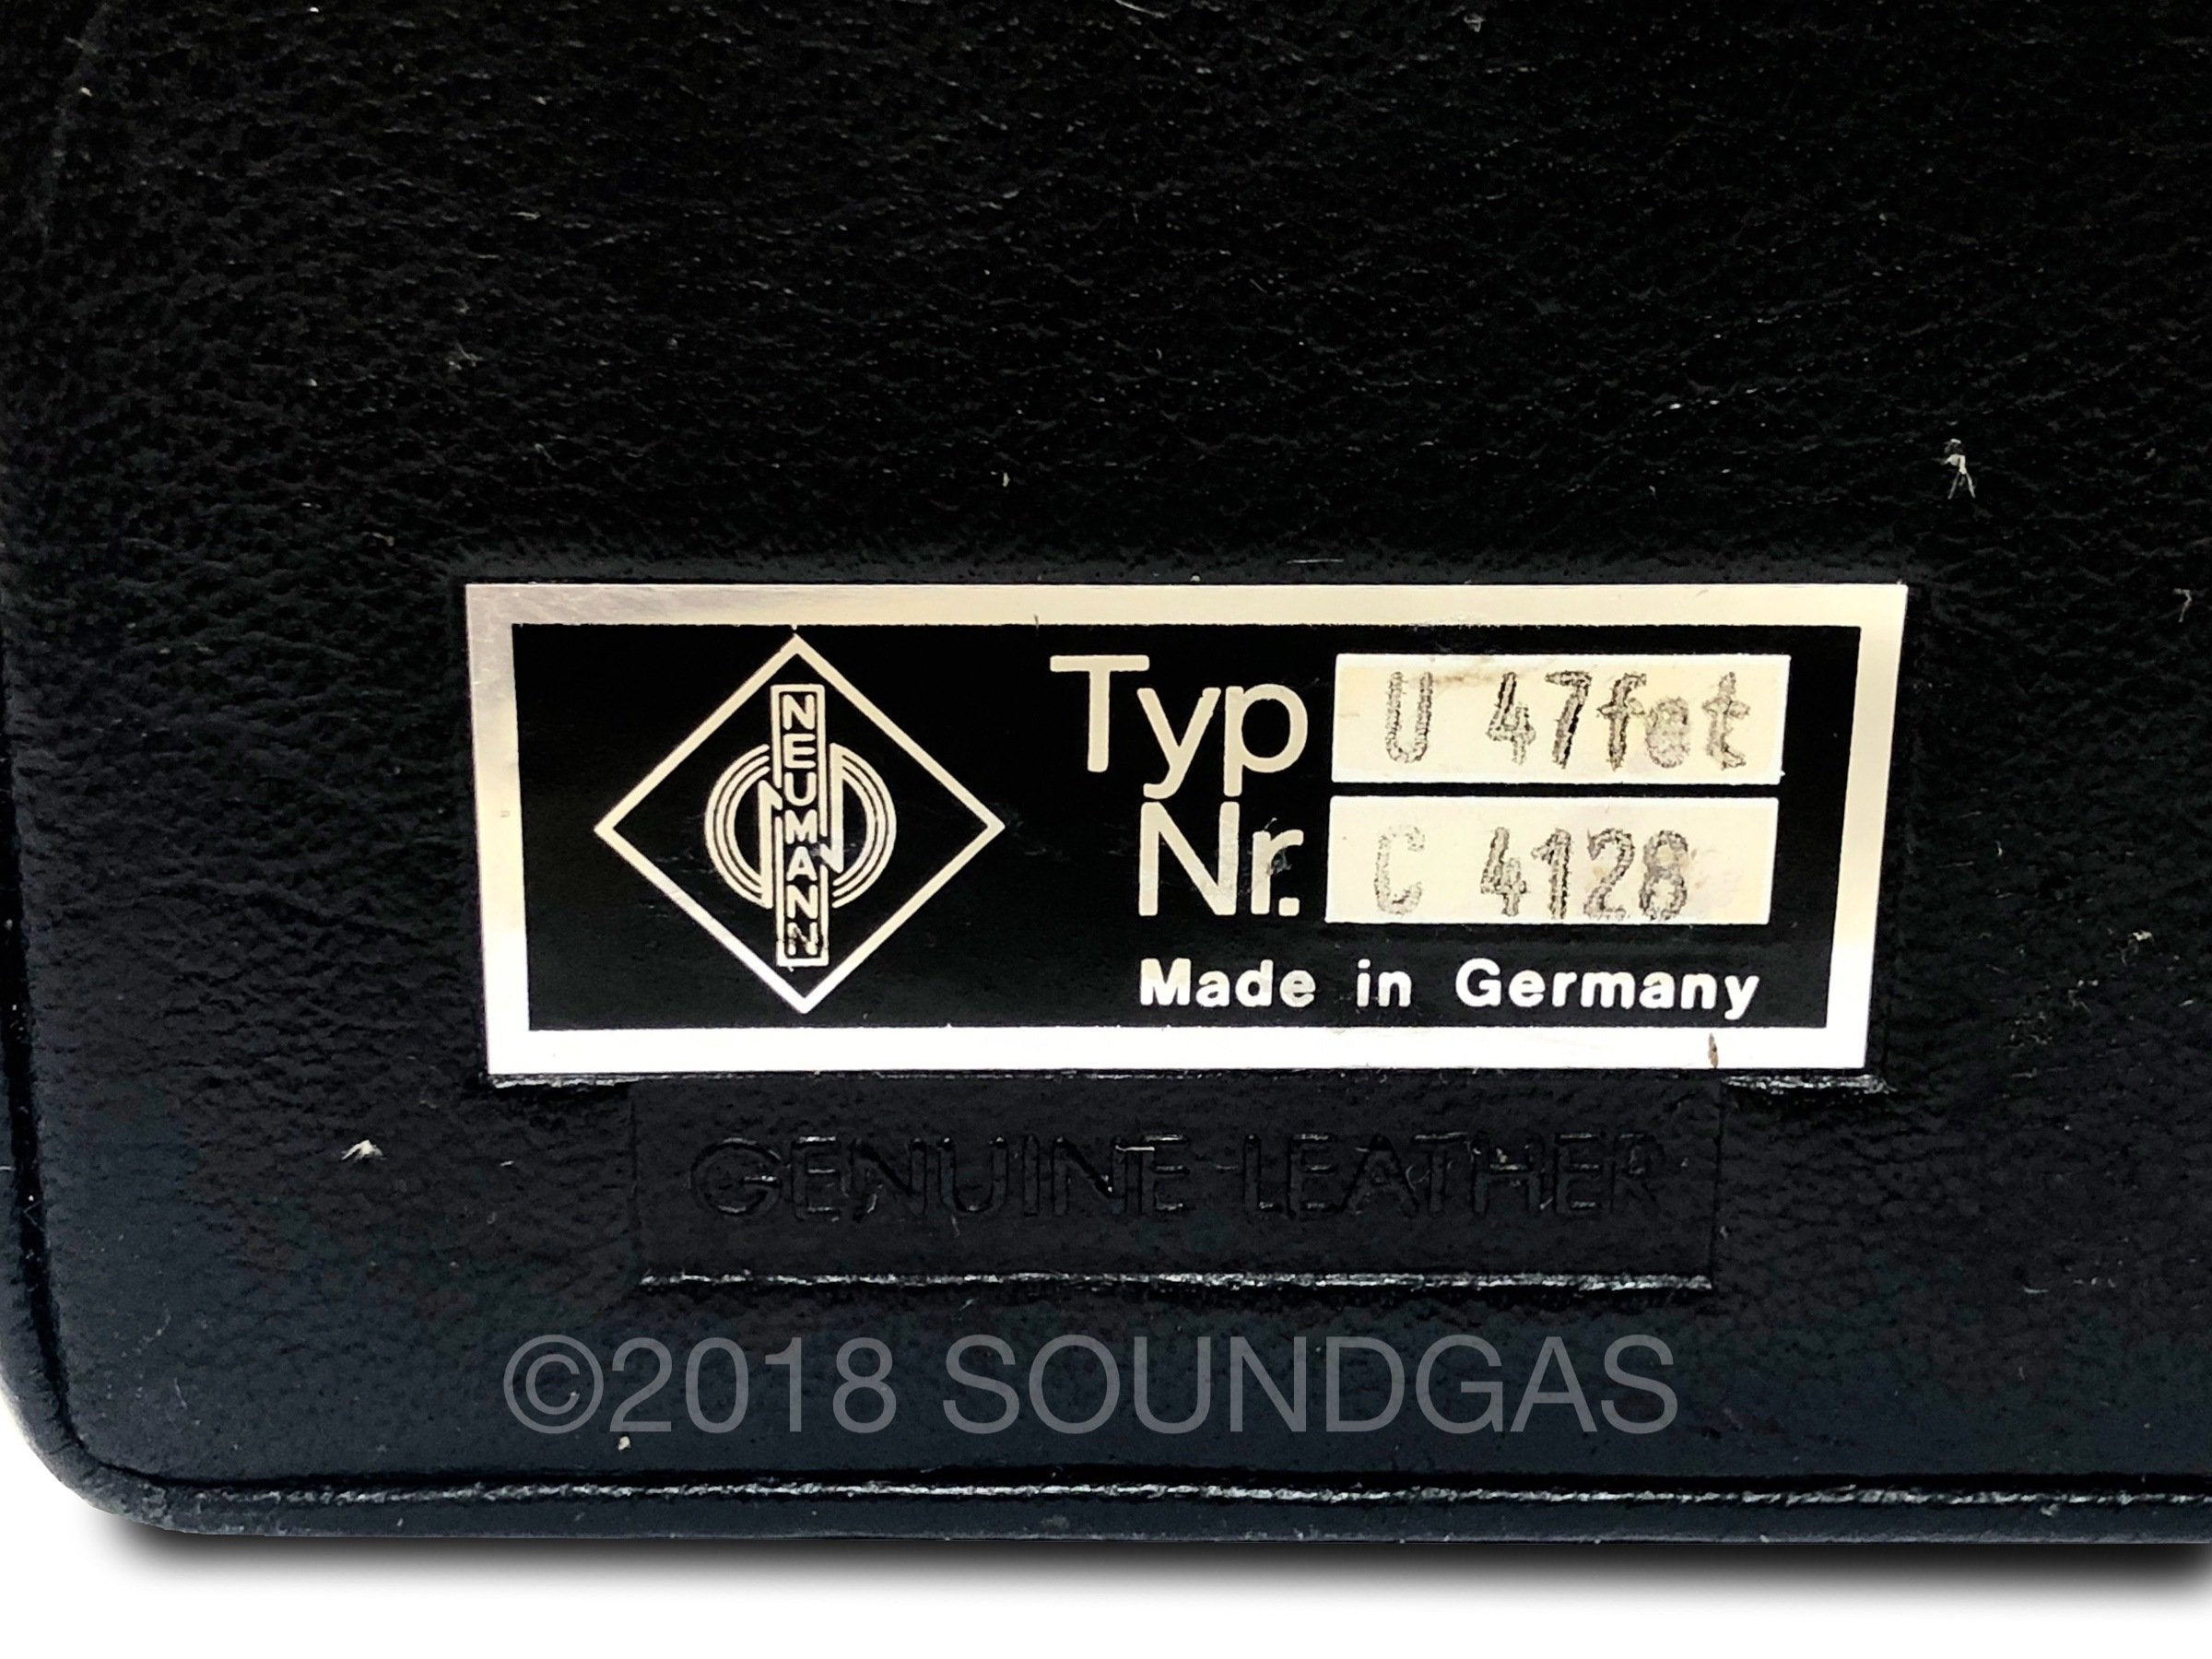 NEUMANN
Typ U 47fet
Nr. C 4128
Made in Germany
GENUINE LEATHER
©2018 SOUNDGAS